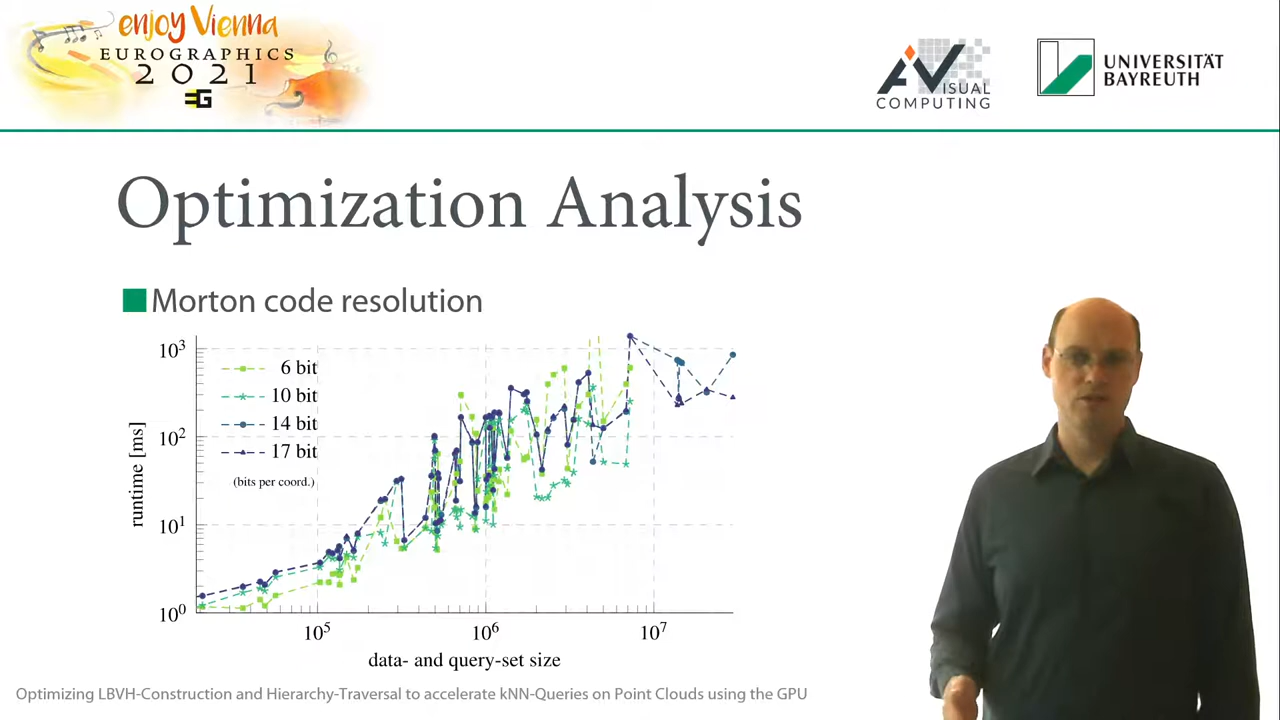 enjoy Vienna
EUROGRAPHICS
2021
EG
VISUAL
COMPUTING
UNIVERSITÄT
BAYREUTH
Optimization Analysis
Morton code resolution
10³
10²
10¹
10⁰
runtime [ms]
6 bit
10 bit
14 bit
17 bit
(bits per coord.)
10⁵ 10⁶ 10⁷
data- and query-set size
Optimizing LBVH-Construction and Hierarchy-Traversal to accelerate kNN-Queries on Point Clouds using the GPU